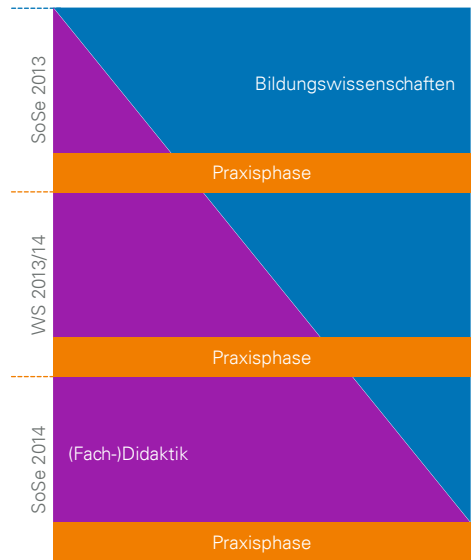 SoSe 2013
Bildungswissenschaften
Praxisphase
WS 2013/14
Praxisphase
SoSe 2014
(Fach-)Didaktik
Praxisphase